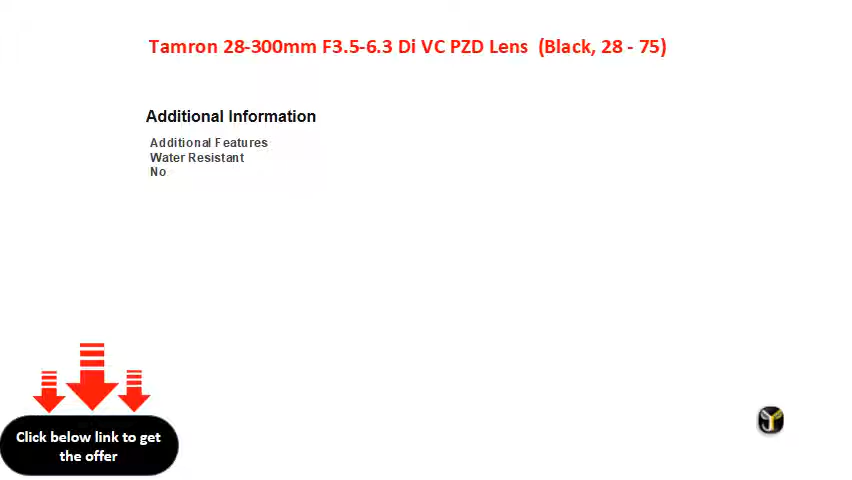 Tamron 28-300mm F3.5-6.3 Di VC PZD Lens (Black, 28 - 75)
Additional Information
Additional Features
Water Resistant
No
Click below link to get
the offer